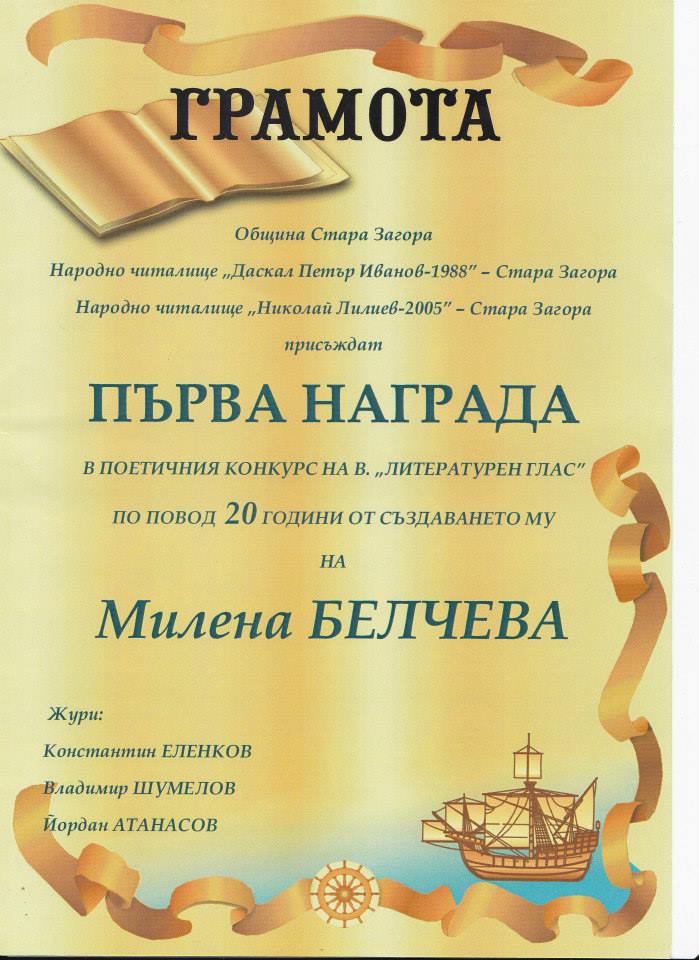 ГРАМОТА
Община Стара Загора
Народно читалище „Даскал Петър Иванов-1988” – Стара Загора
Народно читалище „Николай Лилиев-2005” – Стара Загора
присъждат
ПЪРВА НАГРАДА
В ПОЕТИЧНИЯ КОНКУРС НА В. „ЛИТЕРАТУРЕН ГЛАС”
ПО ПОВОД 20 ГОДИНИ ОТ СЪЗДАВАНЕТО МУ
НА
Милена БЕЛЧЕВА
Жури:
Константин ЕЛЕНКОВ
Владимир ШУМЕЛОВ
Йордан АТАНАСОВ